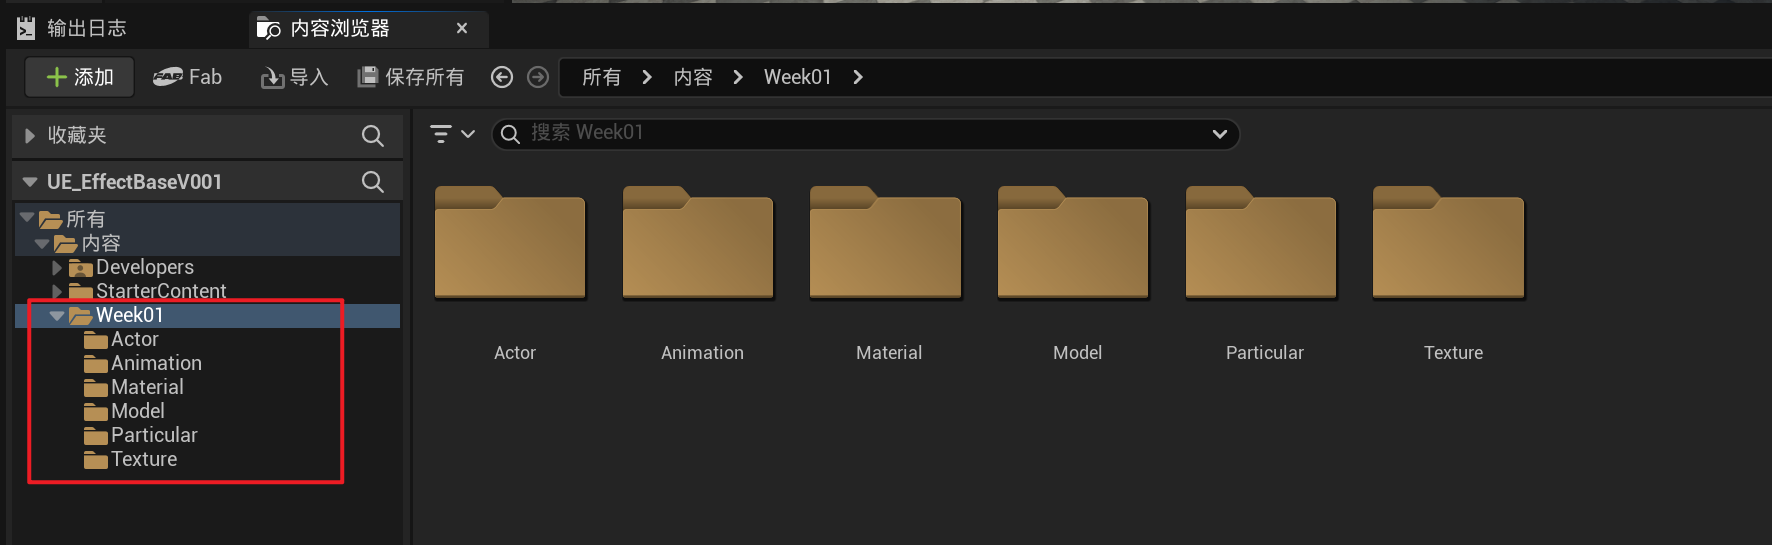 输出日志
内容浏览器
添加
FAB Fab
导入
保存所有
所有 内容 Week01
收藏夹
搜索 Week01
UE_EffectBaseV001
所有
内容
Developers
StarterContent
Week01
Actor
Animation
Material
Model
Particular
Texture
Actor
Animation
Material
Model
Particular
Texture